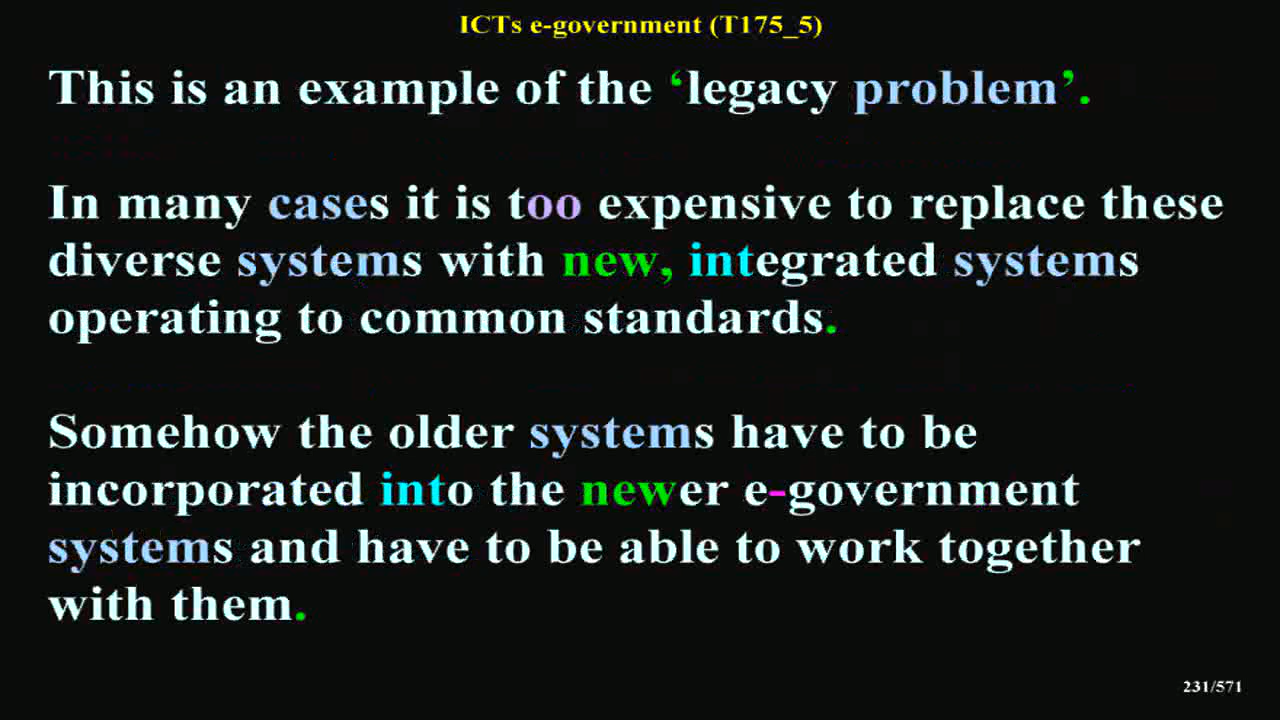 ICTs e-government (T175_5)
This is an example of the ‘legacy problem’.
In many cases it is too expensive to replace these
diverse systems with new, integrated systems
operating to common standards.
Somehow the older systems have to be
incorporated into the newer e-government
systems and have to be able to work together
with them.
231/571